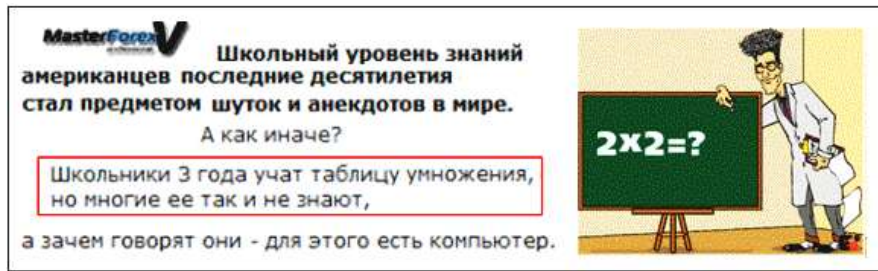 MasterForex V
Школьный уровень знаний
американцев последние десятилетия
стал предметом шуток и анекдотов в мире.
А как иначе?
Школьники 3 года учат таблицу умножения,
но многие ее так и не знают,
а зачем говорят они - для этого есть компьютер.
2x2=?